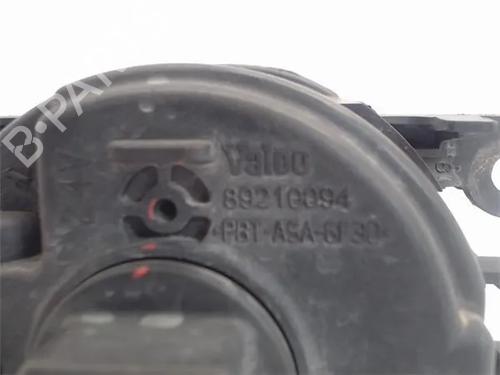 Valeo
89210094
-PBT-ASA-GF30-
B-PARTS